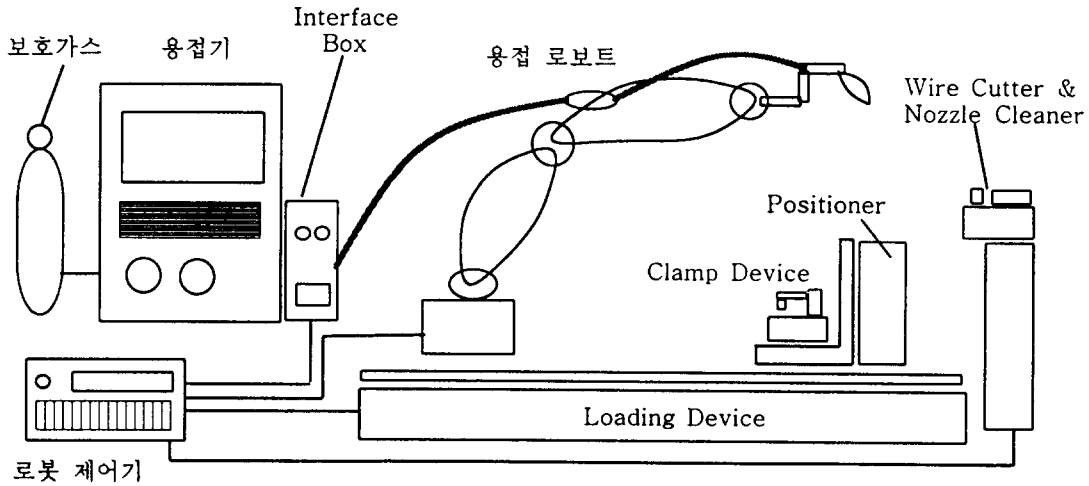 보호가스
용접기
Interface
Box
용접 로보트
Wire Cutter &
Nozzle Cleaner
Positioner
Clamp Device
Loading Device
로봇 제어기